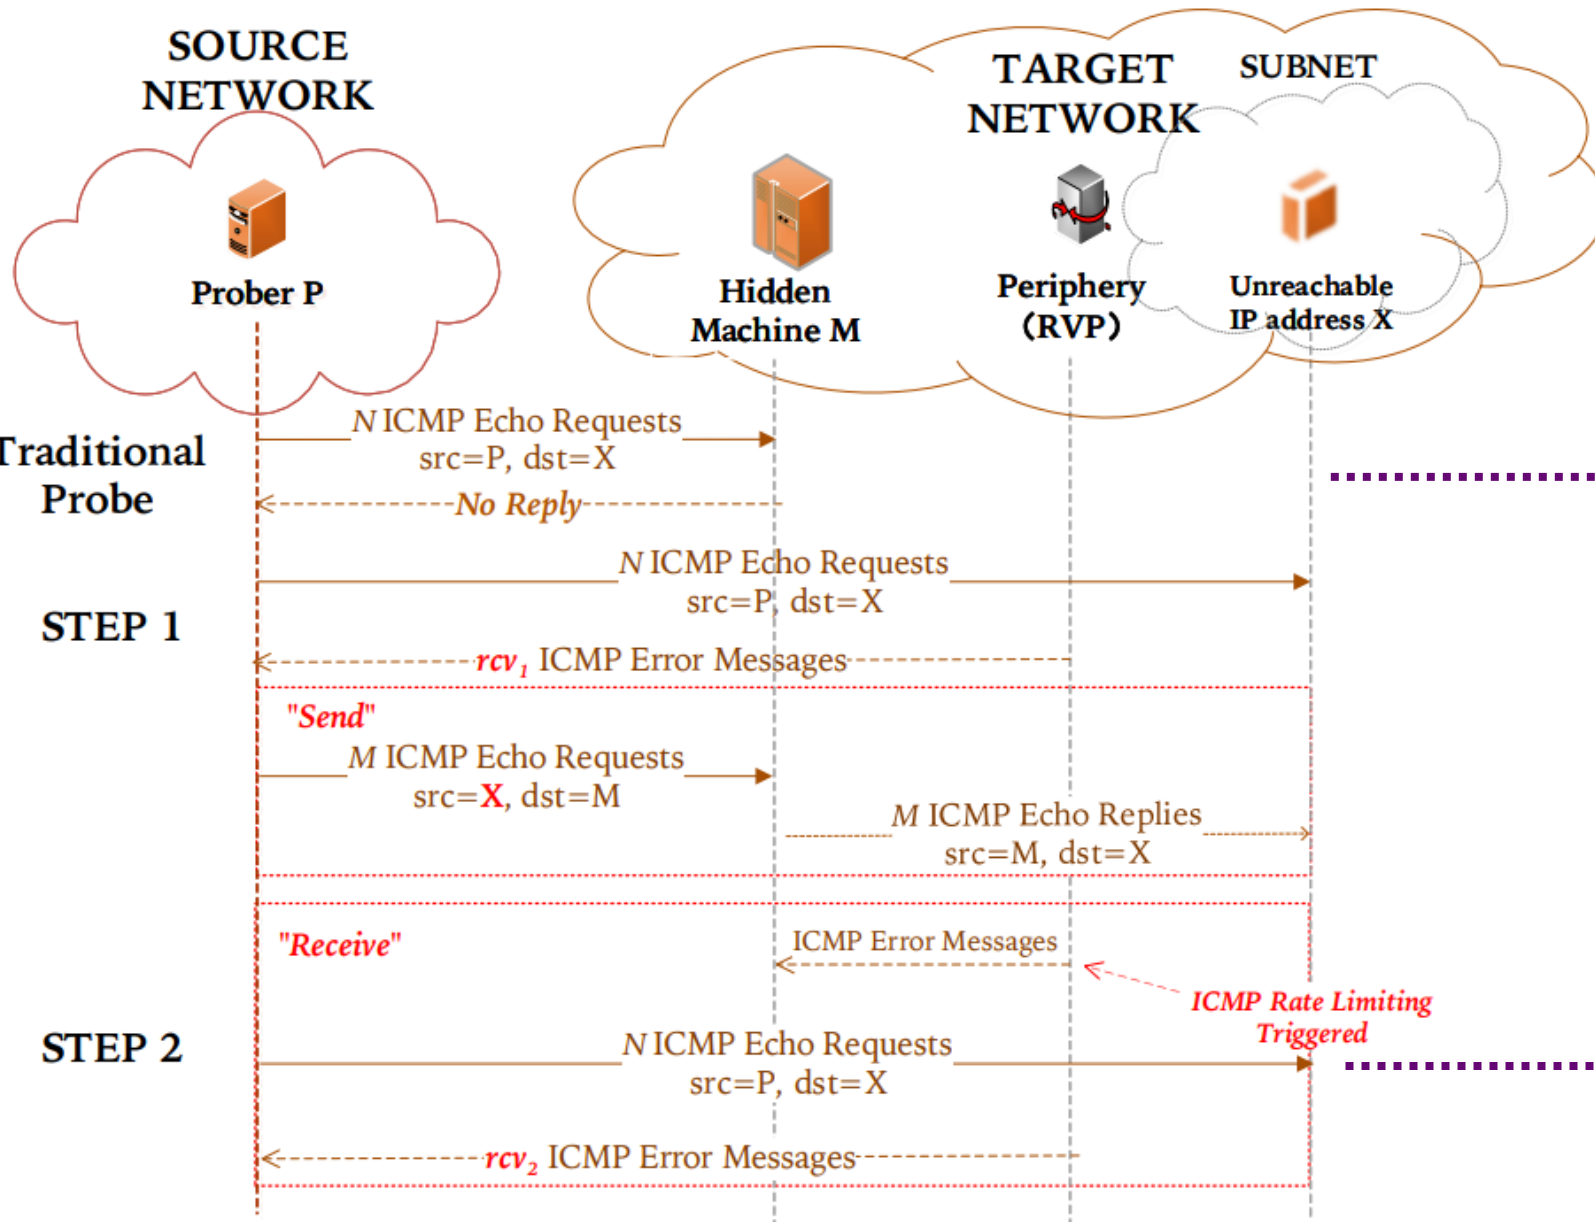 SOURCE
NETWORK
TARGET
NETWORK
SUBNET
Prober P
Hidden
Machine M
Periphery
(RVP)
Unreachable
IP address X
Traditional
Probe
N ICMP Echo Requests
src=P, dst=X
No Reply
STEP 1
N ICMP Echo Requests
src=P, dst=X
rcv1 ICMP Error Messages
"Send"
M ICMP Echo Requests
src=X, dst=M
M ICMP Echo Replies
src=M, dst=X
"Receive"
ICMP Error Messages
ICMP Rate Limiting
Triggered
STEP 2
N ICMP Echo Requests
src=P, dst=X
rcv2 ICMP Error Messages